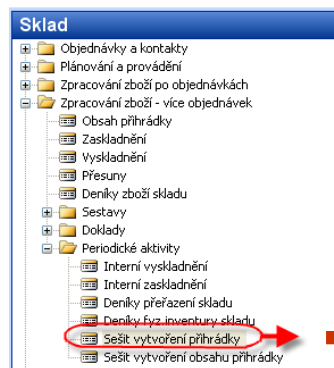 Sklad
Objednávky a kontakty
Plánování a provádění
Zpracování zboží po objednávkách
Zpracování zboží - více objednávek
Obsah přihrádky
Zaskladnění
Vyskladnění
Přesuny
Deníky zboží skladu
Sestavy
Doklady
Periodické aktivity
Interní vyskladnění
Interní zaskladnění
Deníky přeřazení skladu
Deníky fyz.inventury skladu
Sešit vytvoření přihrádky
Sešit vytvoření obsahu přihrádky